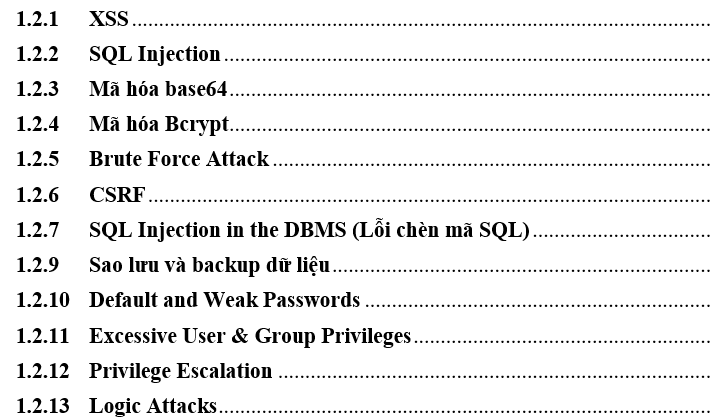 1.2.1 XSS
1.2.2 SQL Injection
1.2.3 Mã hóa base64
1.2.4 Mã hóa Bcrypt
1.2.5 Brute Force Attack
1.2.6 CSRF
1.2.7 SQL Injection in the DBMS (Lỗi chèn mã SQL)
1.2.9 Sao lưu và backup dữ liệu
1.2.10 Default and Weak Passwords
1.2.11 Excessive User & Group Privileges
1.2.12 Privilege Escalation
1.2.13 Logic Attacks